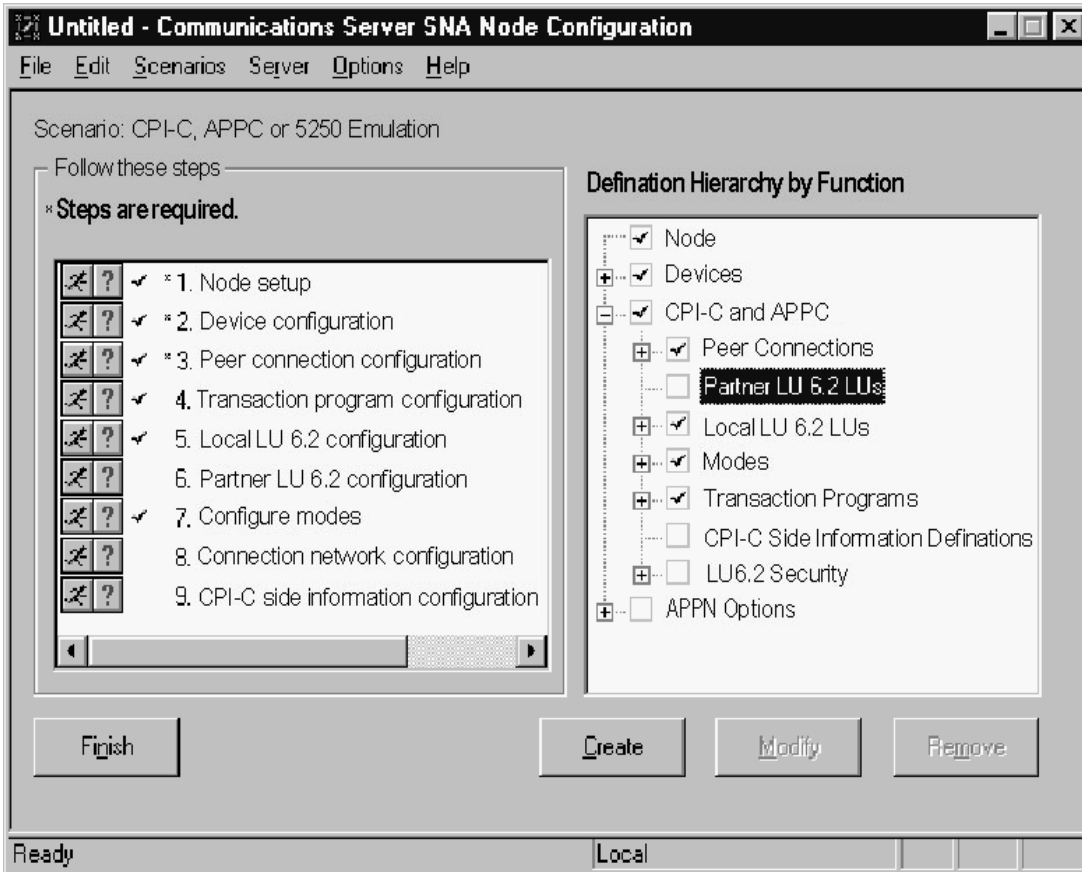 Untitled - Communications Server SNA Node Configuration
File Edit Scenarios Server Options Help
Scenario: CPI-C, APPC or 5250 Emulation
Follow these steps
* Steps are required.
? * 1. Node setup
? * 2. Device configuration
? * 3. Peer connection configuration
? 4. Transaction program configuration
? 5. Local LU 6.2 configuration
? 6. Partner LU 6.2 configuration
? 7. Configure modes
? 8. Connection network configuration
? 9. CPI-C side information configuration
Defination Hierarchy by Function
Node
Devices
CPI-C and APPC
Peer Connections
Partner LU 6.2 LUs
Local LU 6.2 LUs
Modes
Transaction Programs
CPI-C Side Information Definations
LU6.2 Security
APPN Options
Finish
Create
Modify
Remove
Ready
Local